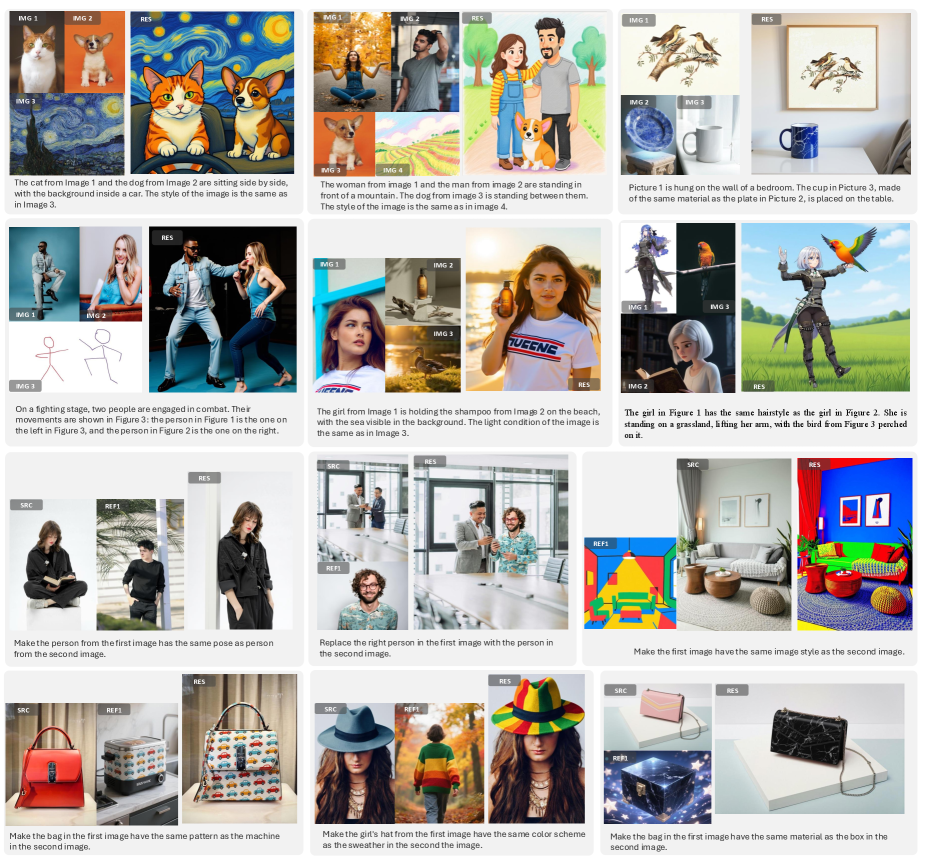 IMG 1
IMG 2
RES
IMG 3
The cat from Image 1 and the dog from Image 2 are sitting side by side,
with the background inside a car. The style of the image is the same as
in Image 3.
IMG 1
IMG 2
RES
IMG 3
IMG 4
The woman from image 1 and the man from image 2 are standing in
front of a mountain. The dog from image 3 is standing between them.
The style of the image is the same as in image 4.
IMG 1
RES
IMG 2
IMG 3
Picture 1 is hung on the wall of a bedroom. The cup in Picture 3, made
of the same material as the plate in Picture 2, is placed on the table.
RES
IMG 1
IMG 2
IMG 3
On a fighting stage, two people are engaged in combat. Their
movements are shown in Figure 3: the person in Figure 1 is the one on
the left in Figure 3, and the person in Figure 2 is the one on the right.
IMG 1
IMG 2
IMG 3
RES
The girl from Image 1 is holding the shampoo from Image 2 on the beach,
with the sea visible in the background. The light condition of the image is
the same as in Image 3.
IMG 1
IMG 3
IMG 2
RES
The girl in Figure 1 has the same hairstyle as the girl in Figure 2. She is
standing on a grassland, lifting her arm, with the bird from Figure 3 perched
on it.
SRC
REF1
RES
Make the person from the first image has the same pose as person
from the second image.
SRC
RES
REF1
Replace the right person in the first image with the person in
the second image.
SRC
RES
REF1
Make the first image have the same image style as the second image.
SRC
REF1
RES
Make the bag in the first image have the same pattern as the machine
in the second image.
SRC
REF1
RES
Make the girl's hat from the first image have the same color scheme
as the sweather in the second the image.
SRC
RES
REF1
Make the bag in the first image have the same material as the box in the
second image.